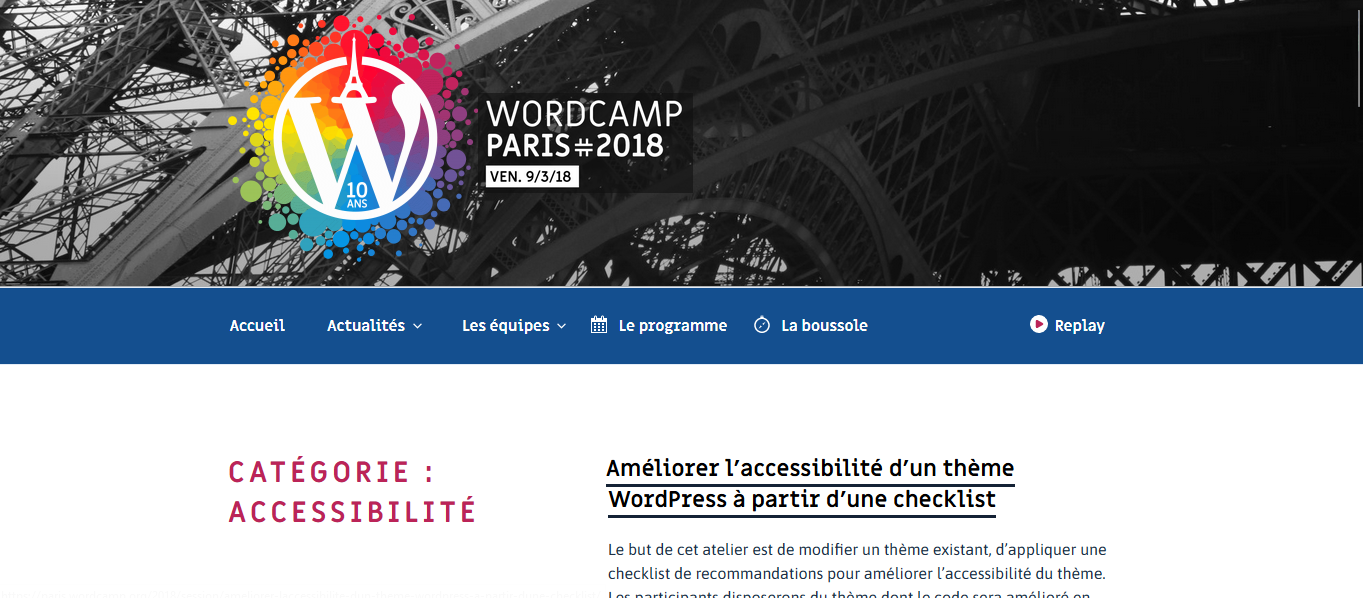 WORDCAMP
PARIS#2018
VEN. 9/3/18
10
ANS
Accueil
Actualités
Les équipes
Le programme
La boussole
Replay
CATÉGORIE :
ACCESSIBILITÉ
Améliorer l’accessibilité d’un thème
WordPress à partir d’une checklist
Le but de cet atelier est de modifier un thème existant, d’appliquer une
checklist de recommandations pour améliorer l’accessibilité du thème.
Les participants disposerons du thème dont le code sera amélioré en